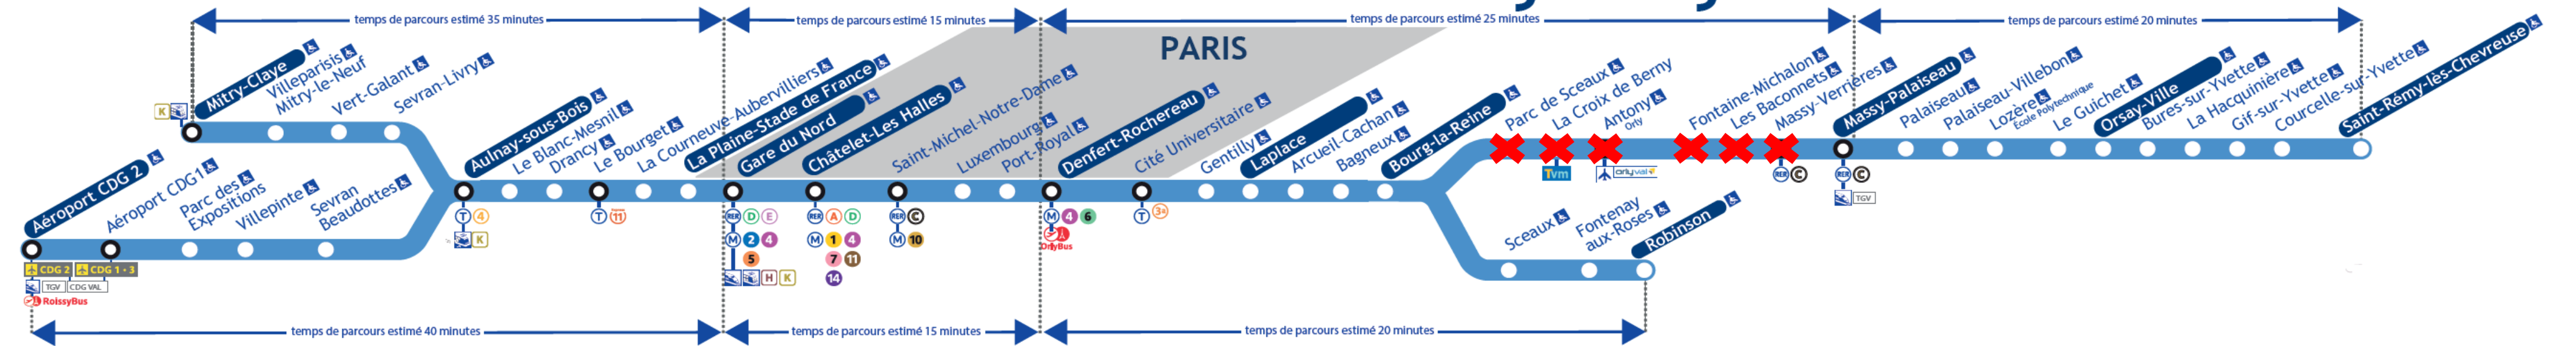 temps de parcours estimé 35 minutes
temps de parcours estimé 15 minutes
temps de parcours estimé 25 minutes
temps de parcours estimé 20 minutes
PARIS
Mitry-Claye
Villeparisis
Mitry-le-Neuf
Vert-Galant
Sevran-Livry
K
Aéroport CDG 2
Aéroport CDG1
Parc des
Expositions
Villepinte
Sevran
Beaudottes
CDG 2
CDG 1 • 3
TGV
CDG VAL
RoissyBus
Aulnay-sous-Bois
T 4
K
Le Blanc-Mesnil
Drancy
Le Bourget
T 11
La Courneuve-Aubervilliers
La Plaine-Stade de France
Gare du Nord
RER D E
M 2 4
5
H K
Châtelet-Les Halles
RER A D
M 1 4
7 11
14
Saint-Michel-Notre-Dame
RER C
M 10
Luxembourg
Port-Royal
Denfert-Rochereau
M 4 6
OrlyBus
Cité Universitaire
T 3a
Gentilly
Laplace
Arcueil-Cachan
Bagneux
Bourg-la-Reine
Parc de Sceaux
La Croix de Berny
Tvm
Antony
Orly
orlyval
Fontaine-Michalon
Les Baconnets
Massy-Verrières
RER C
Massy-Palaiseau
RER C
TGV
Palaiseau
Palaiseau-Villebon
Lozère
École Polytechnique
Le Guichet
Orsay-Ville
Bures-sur-Yvette
La Hacquinière
Gif-sur-Yvette
Courcelle-sur-Yvette
Saint-Rémy-lès-Chevreuse
Sceaux
Fontenay
aux-Roses
Robinson
temps de parcours estimé 40 minutes
temps de parcours estimé 15 minutes
temps de parcours estimé 20 minutes